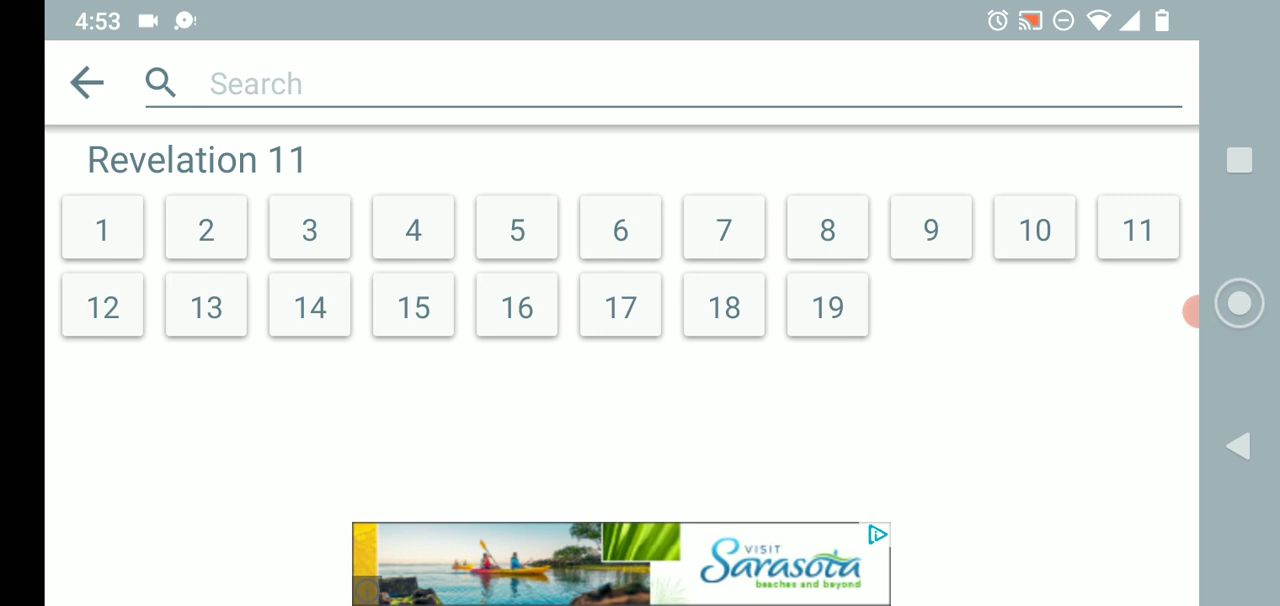 4:53
Search
Revelation 11
1 2 3 4 5 6 7 8 9 10 11
12 13 14 15 16 17 18 19
VISIT
Sarasota
beaches and beyond